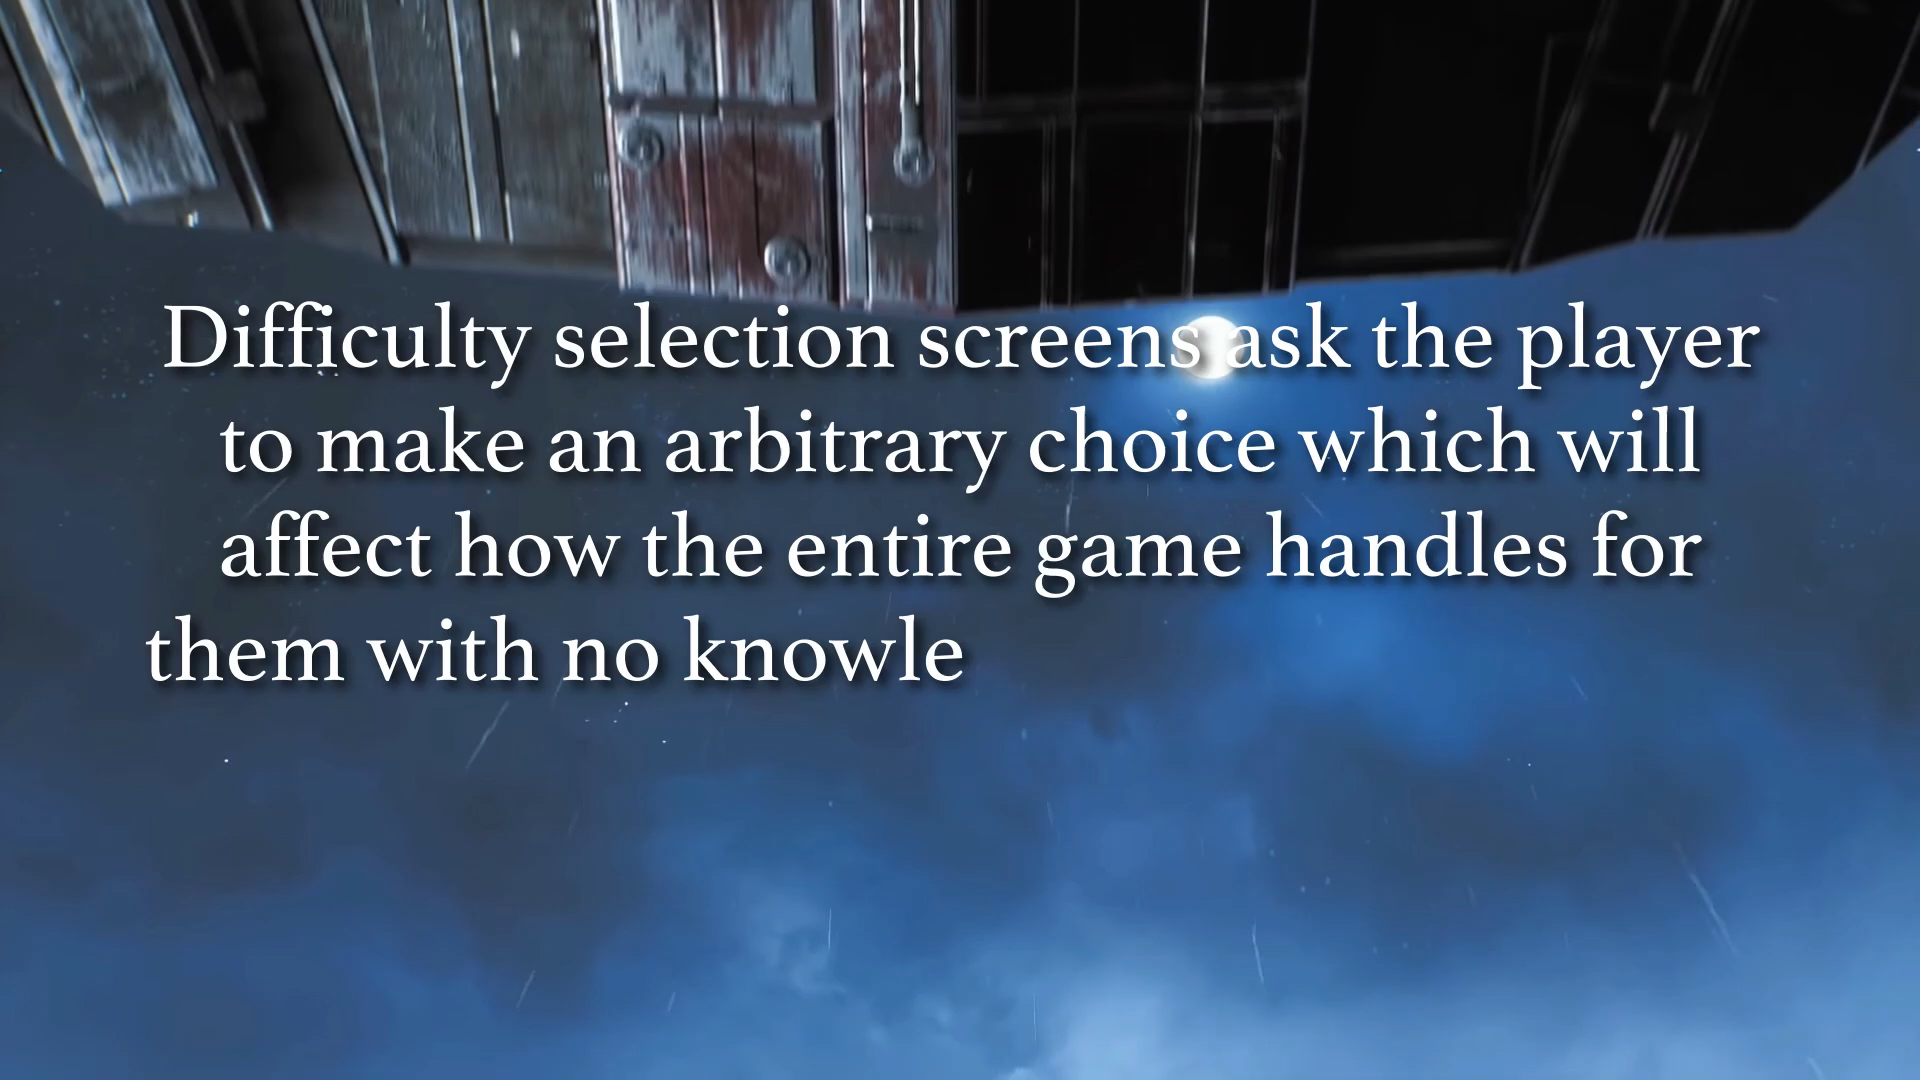 Difficulty selection screens ask the player
to make an arbitrary choice which will
affect how the entire game handles for
them with no knowle